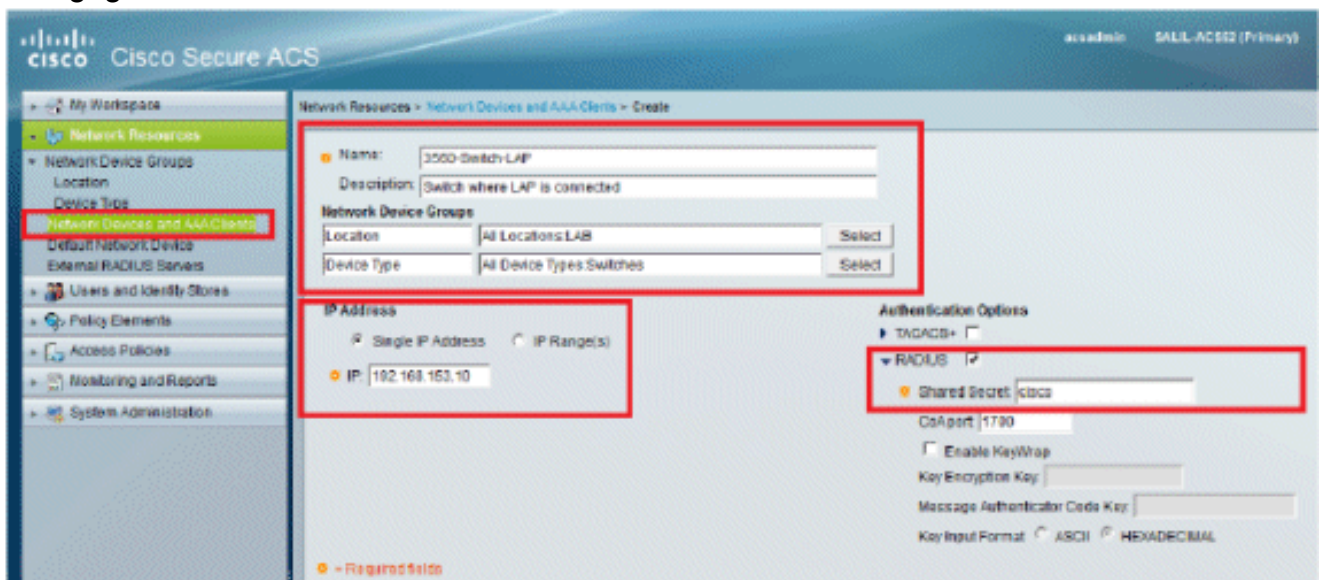 cisco Cisco Secure ACS
acsadmin SALIL-ACS52 (Primary)
My Workspace
Network Resources
Network Device Groups
Location
Device Type
Network Devices and AAA Clients
Default Network Device
External RADIUS Servers
Users and Identity Stores
Policy Elements
Access Policies
Monitoring and Reports
System Administration
Network Resources > Network Devices and AAA Clients > Create
Name: 3560-Switch-LAP
Description: Switch where LAP is connected
Network Device Groups
Location All Locations:LAB Select
Device Type All Device Types:Switches Select
IP Address
Single IP Address IP Range(s)
IP: 192.168.153.10
Authentication Options
TACACS+
RADIUS
Shared Secret: cisco
CoA port: 1700
Enable KeyWrap
Key Encryption Key:
Message Authenticator Code Key:
Key Input Format ASCII HEXADECIMAL
= Required fields